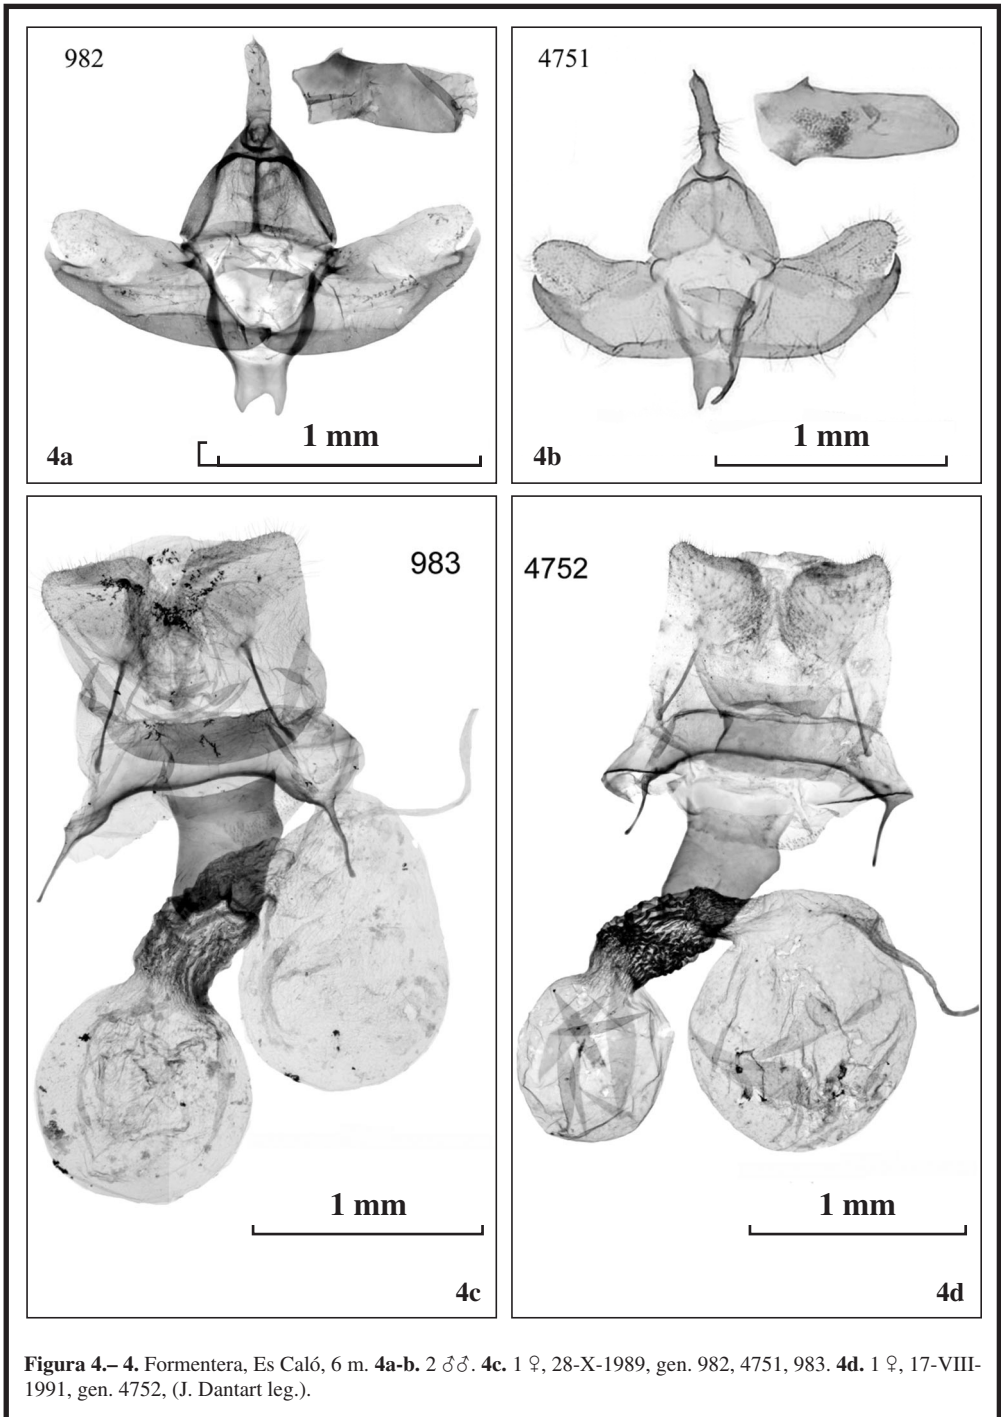 982
4751
1 mm
4a
1 mm
4b
983
4752
1 mm
4c
1 mm
4d
Figura 4.– 4. Formentera, Es Caló, 6 m. 4a-b. 2 ♂♂. 4c. 1 ♀, 28-X-1989, gen. 982, 4751, 983. 4d. 1 ♀, 17-VIII-
1991, gen. 4752, (J. Dantart leg.).